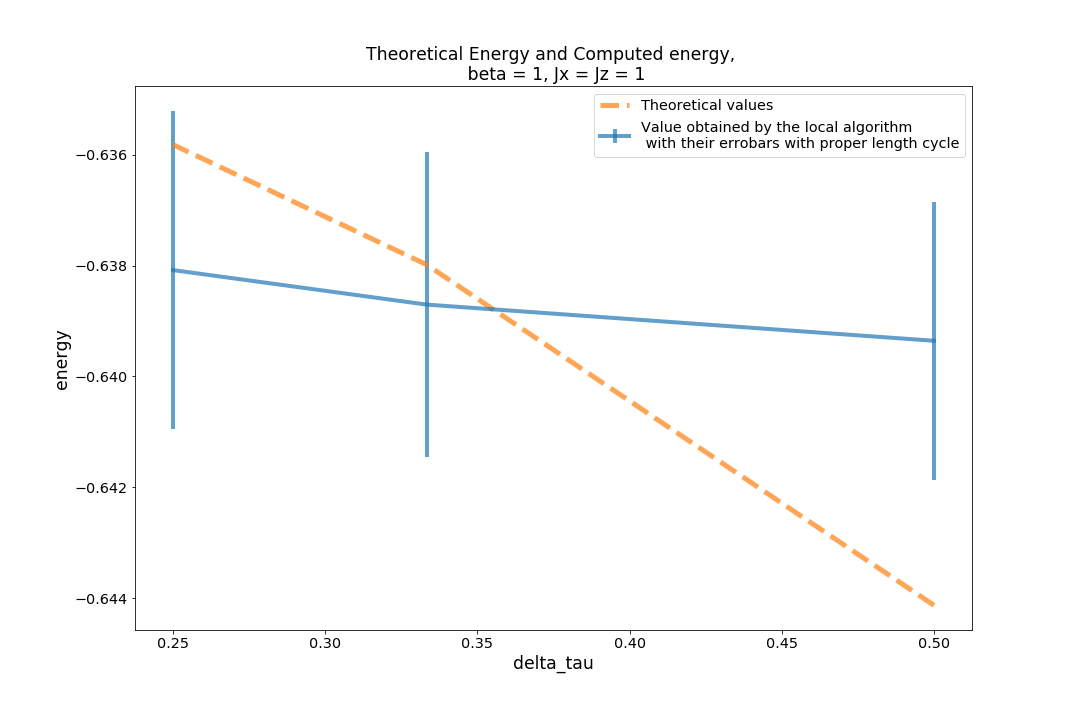 Theoretical Energy and Computed energy,
beta = 1, Jx = Jz = 1
Theoretical values
Value obtained by the local algorithm
with their errobars with proper length cycle
energy
−0.636
−0.638
−0.640
−0.642
−0.644
0.25
0.30
0.35
0.40
0.45
0.50
delta_tau